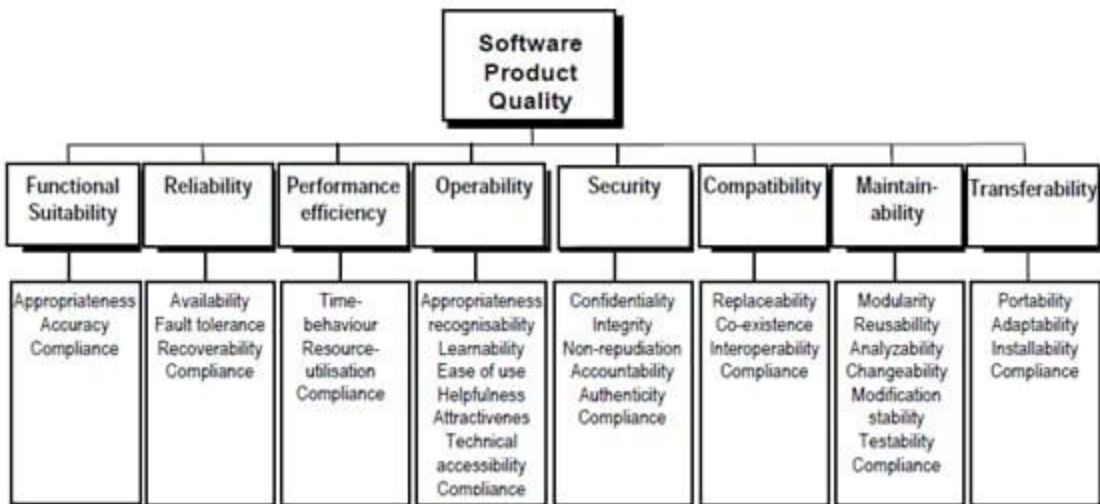 Software
Product
Quality
Functional
Suitability
Reliability
Performance
efficiency
Operability
Security
Compatibility
Maintain-
ability
Transferability
Appropriateness
Accuracy
Compliance
Availability
Fault tolerance
Recoverability
Compliance
Time-
behaviour
Resource-
utilisation
Compliance
Appropriateness
recognisability
Learnability
Ease of use
Helpfulness
Attractivenes
Technical
accessibility
Compliance
Confidentiality
Integrity
Non-repudiation
Accountability
Authenticity
Compliance
Replaceability
Co-existence
Interoperability
Compliance
Modularity
Reusabillity
Analyzability
Changeability
Modification
stability
Testability
Compliance
Portability
Adaptability
Installability
Compliance